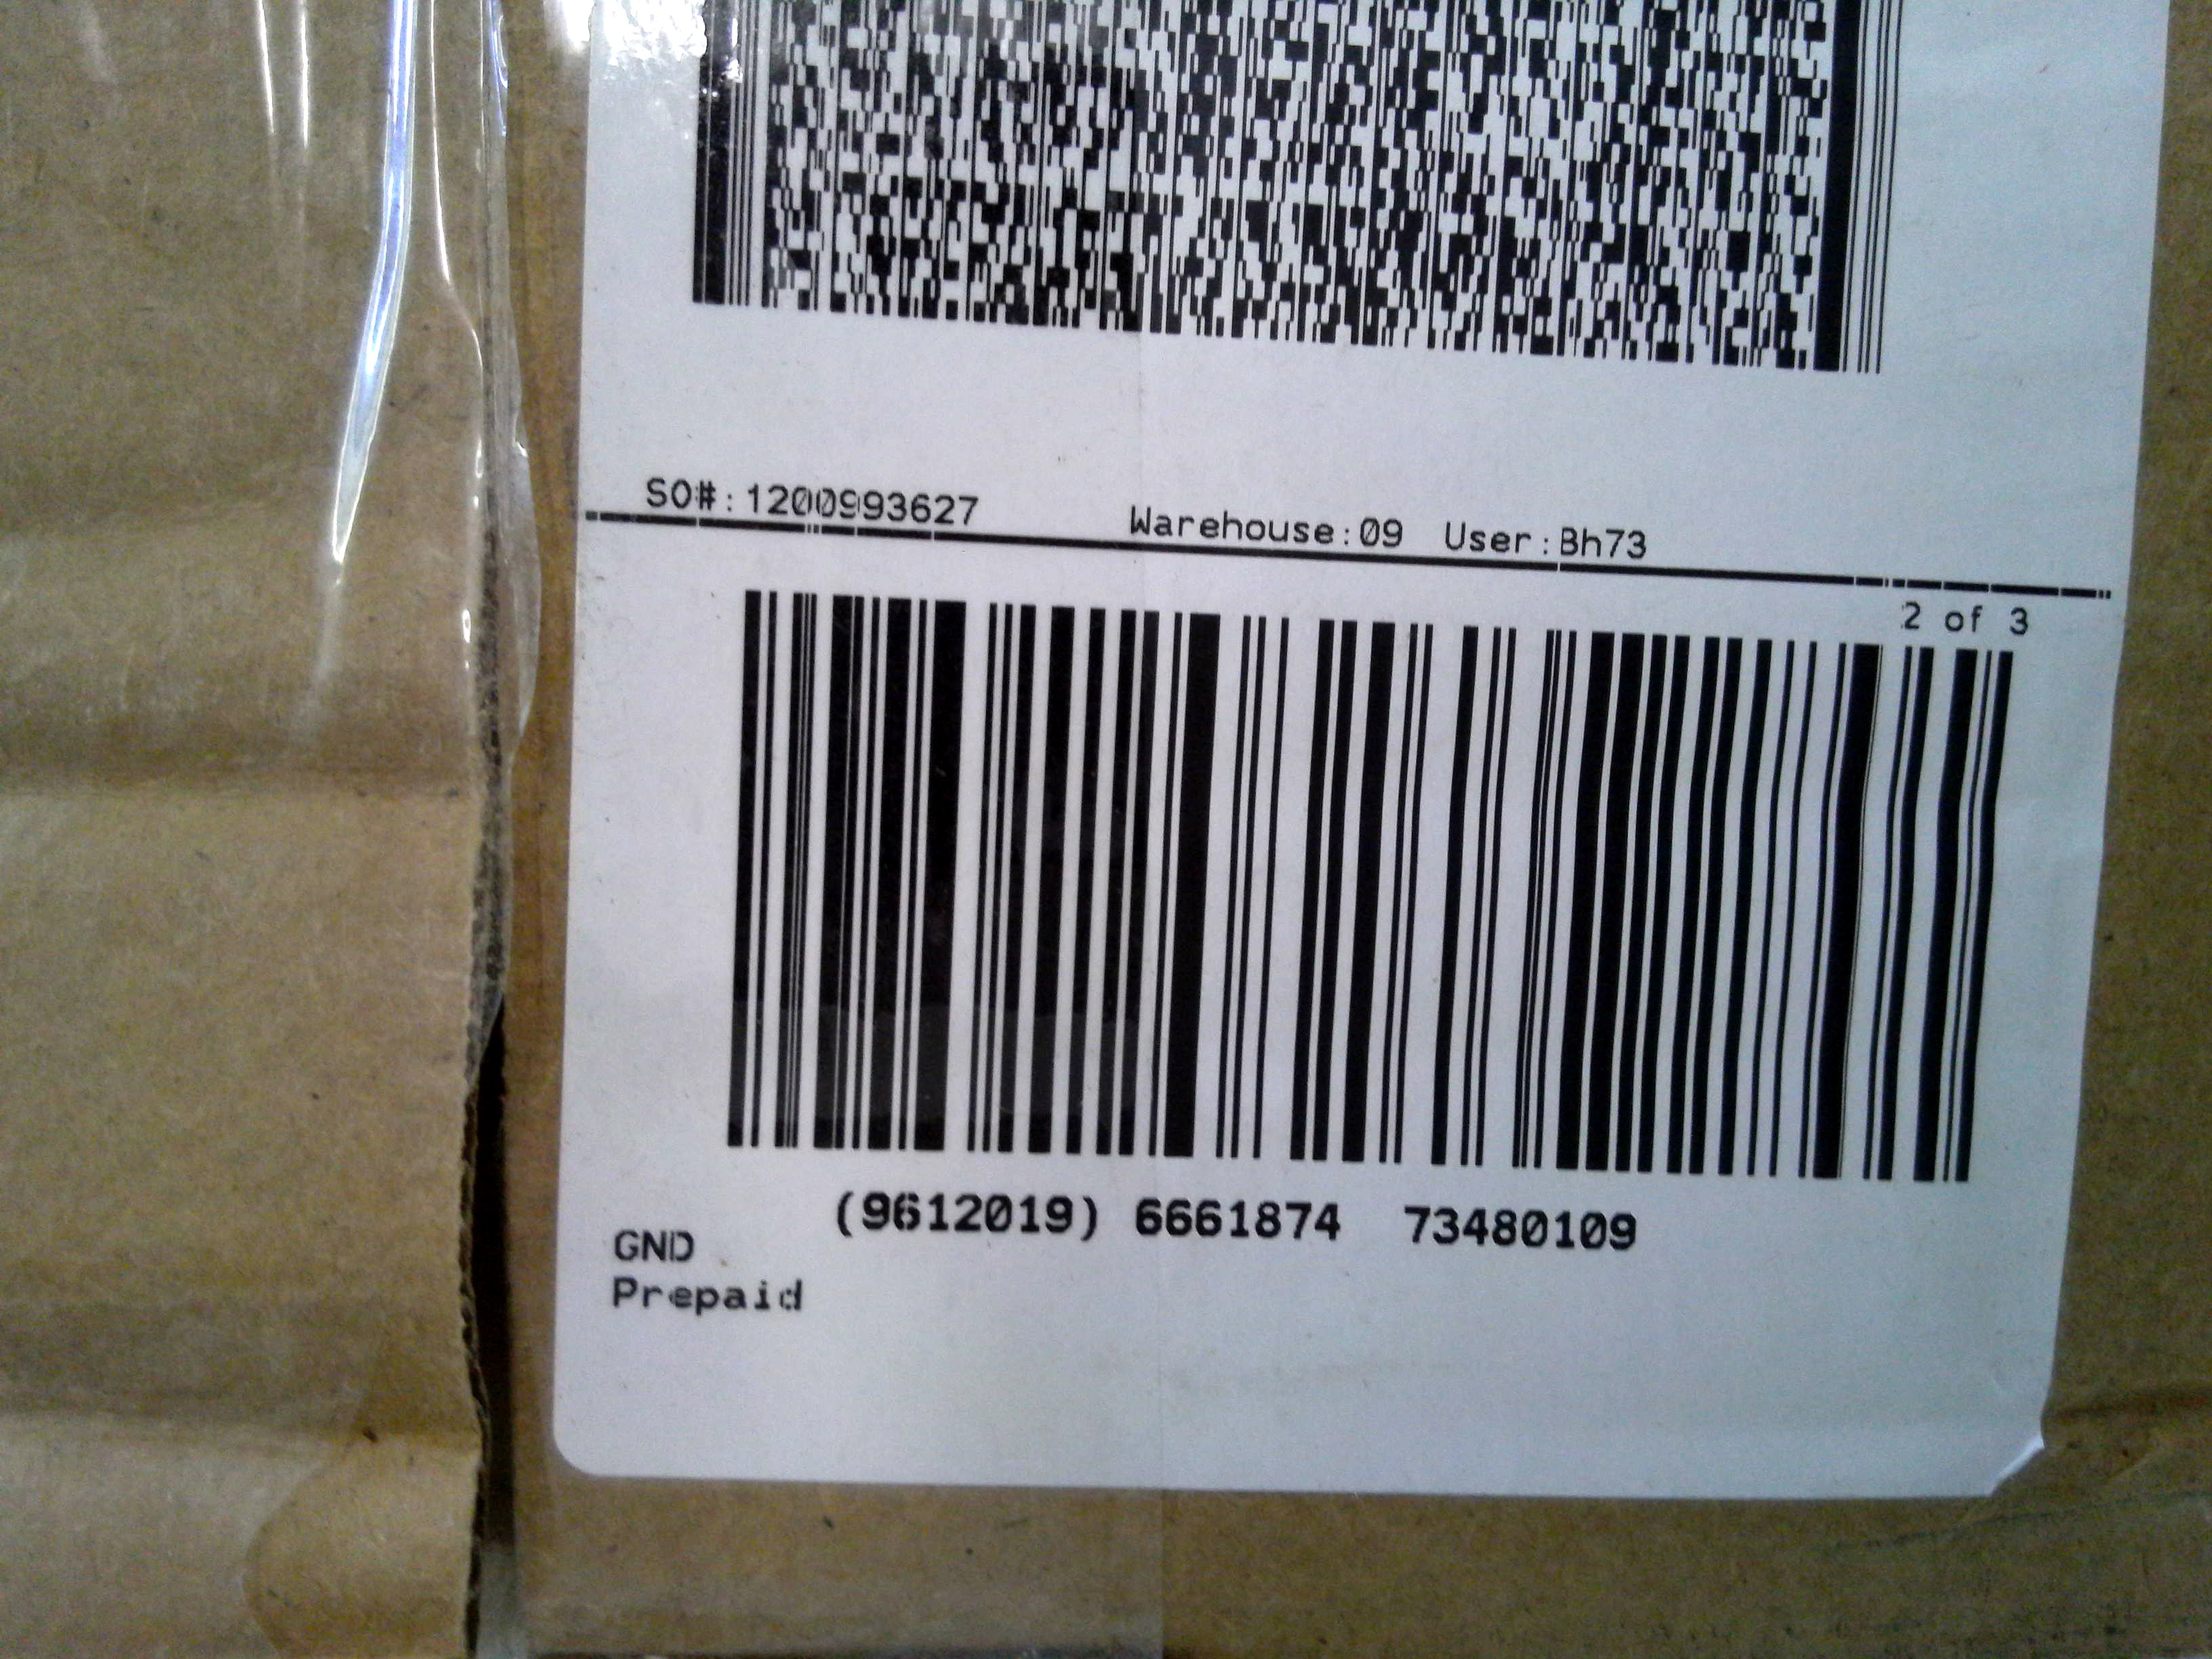 SO#: 1200993627 Warehouse:09 User:Bh73
2 of 3
(9612019) 6661874 73480109
GND
Prepaid